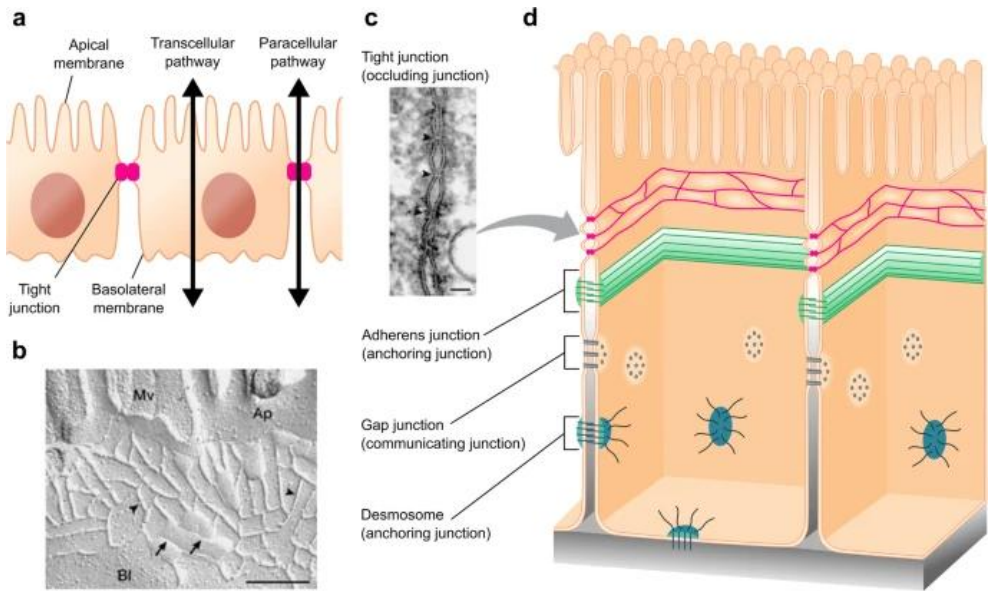 a
Apical
membrane
Transcellular
pathway
Paracellular
pathway
Tight
junction
Basolateral
membrane
b
Mv
Ap
Bl
c
Tight junction
(occluding junction)
Adherens junction
(anchoring junction)
Gap junction
(communicating junction)
Desmosome
(anchoring junction)
d